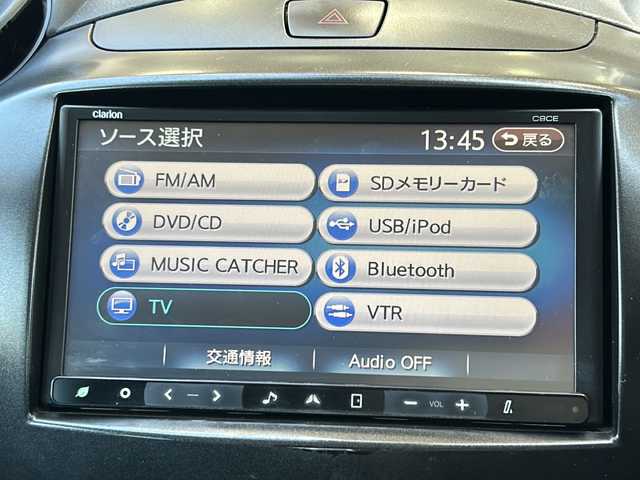 Clarion
C9CE
ソース選択
13:45
戻る
FM/AM
SDメモリーカード
DVD/CD
USB/iPod
MUSIC CATCHER
Bluetooth
TV
VTR
交通情報
Audio OFF
VOL